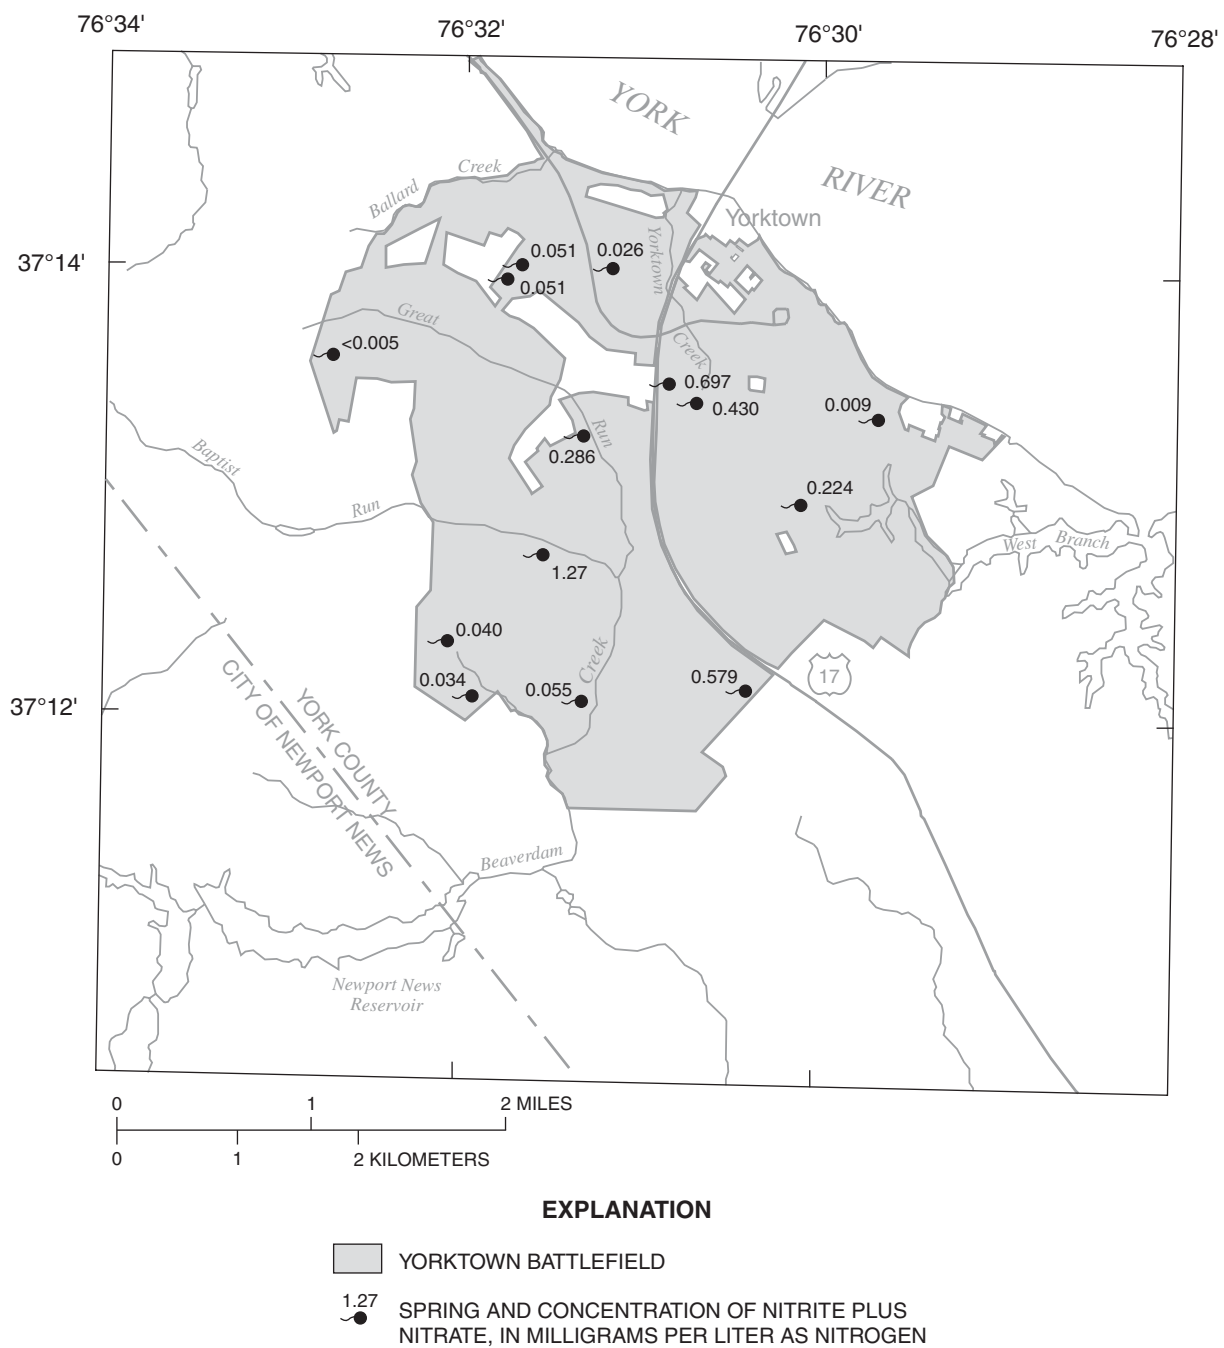 76°34'
76°32'
76°30'
76°28'
YORK
RIVER
Creek
Ballard
Yorktown
37°14'
0.051
0.026
0.051
Yorktown
Great
<0.005
Creek
0.697
0.430
0.009
Run
0.286
Baptist
0.224
Run
West Branch
1.27
0.040
Creek
0.034
0.055
0.579
17
37°12'
YORK COUNTY
CITY OF NEWPORT NEWS
Beaverdam
Newport News
Reservoir
0 1 2 MILES
0 1 2 KILOMETERS
EXPLANATION
YORKTOWN BATTLEFIELD
1.27
SPRING AND CONCENTRATION OF NITRITE PLUS
NITRATE, IN MILLIGRAMS PER LITER AS NITROGEN